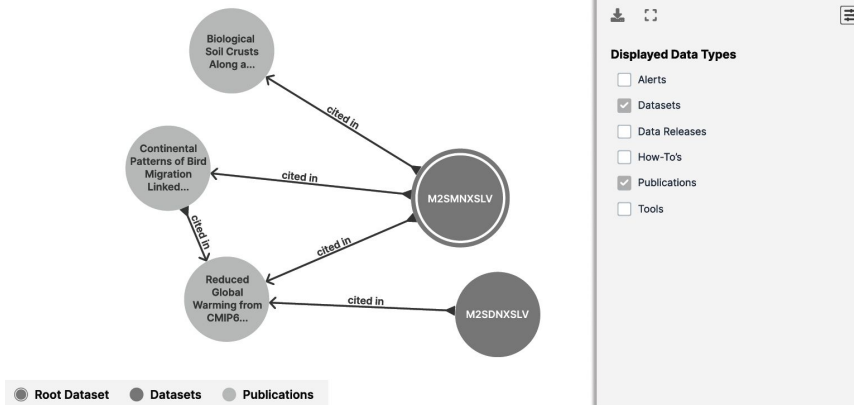 Biological
Soil Crusts
Along a...
cited in
Continental
Patterns of Bird
Migration
Linked...
cited in
M2SMNXSLV
cited in
cited in
Reduced
Global
Warming from
CMIP6...
cited in
M2SDNXSLV
Root Dataset
Datasets
Publications
Displayed Data Types
Alerts
Datasets
Data Releases
How-To's
Publications
Tools